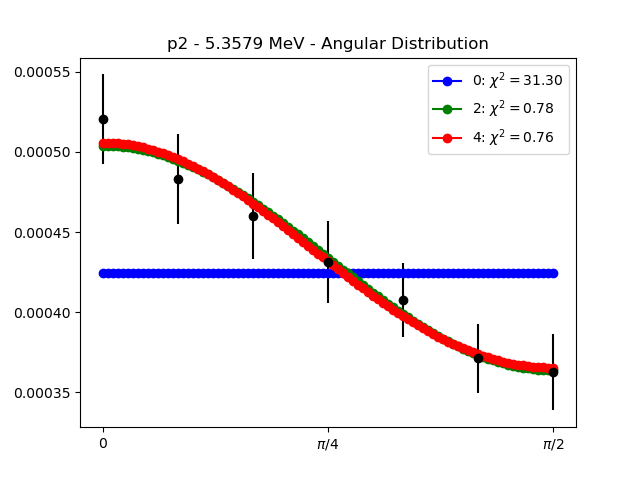 p2 - 5.3579 MeV - Angular Distribution
0.00055
0.00050
0.00045
0.00040
0.00035
0: χ² = 31.30
2: χ² = 0.78
4: χ² = 0.76
0
π/4
π/2